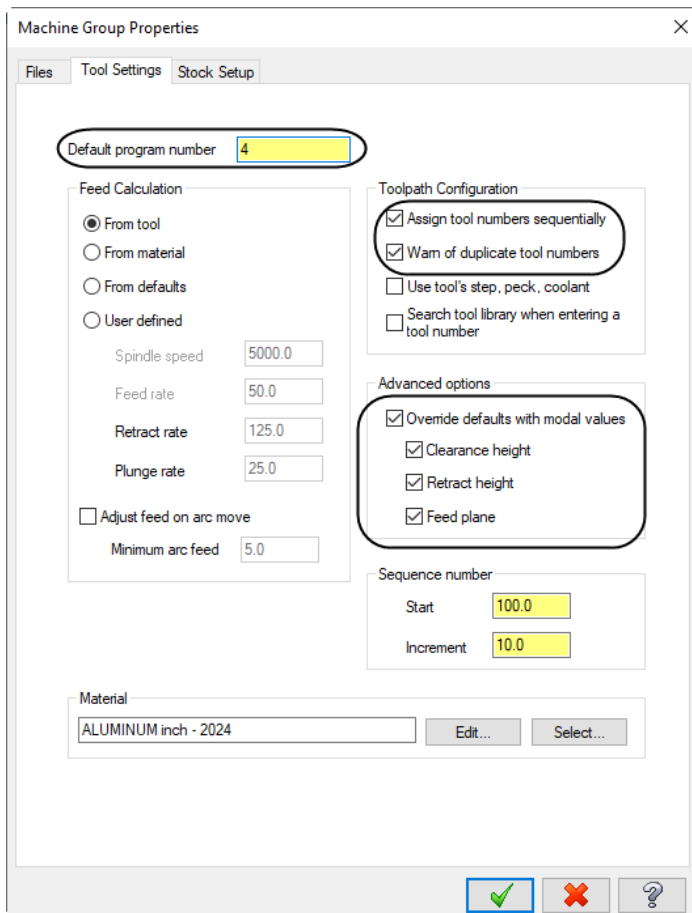 Machine Group Properties
Files Tool Settings Stock Setup
Default program number 4
Feed Calculation
From tool
From material
From defaults
User defined
Spindle speed 5000.0
Feed rate 50.0
Retract rate 125.0
Plunge rate 25.0
Adjust feed on arc move
Minimum arc feed 5.0
Toolpath Configuration
Assign tool numbers sequentially
Warn of duplicate tool numbers
Use tool's step, peck, coolant
Search tool library when entering a
tool number
Advanced options
Override defaults with modal values
Clearance height
Retract height
Feed plane
Sequence number
Start 100.0
Increment 10.0
Material
ALUMINUM inch - 2024 Edit... Select...